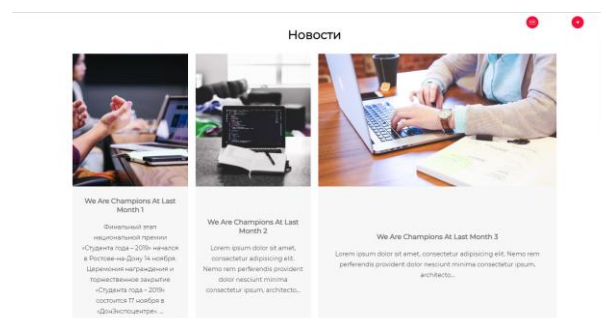 Новости
We Are Champions At Last
Month 1
Финальный этап
национальной премии
«Студента года – 2019» начался
в Ростове-на-Дону 14 ноября.
Церемония награждения и
торжественное закрытие
«Студента года – 2019»
состоится 17 ноября в
«ДонЭкспоцентре». ...
We Are Champions At Last
Month 2
Lorem ipsum dolor sit amet,
consectetur adipisicing elit.
Nemo rem perferendis provident
dolor nesciunt minima
consectetur ipsum, architecto...
We Are Champions At Last Month 3
Lorem ipsum dolor sit amet, consectetur adipisicing elit. Nemo rem
perferendis provident dolor nesciunt minima consectetur ipsum,
architecto...